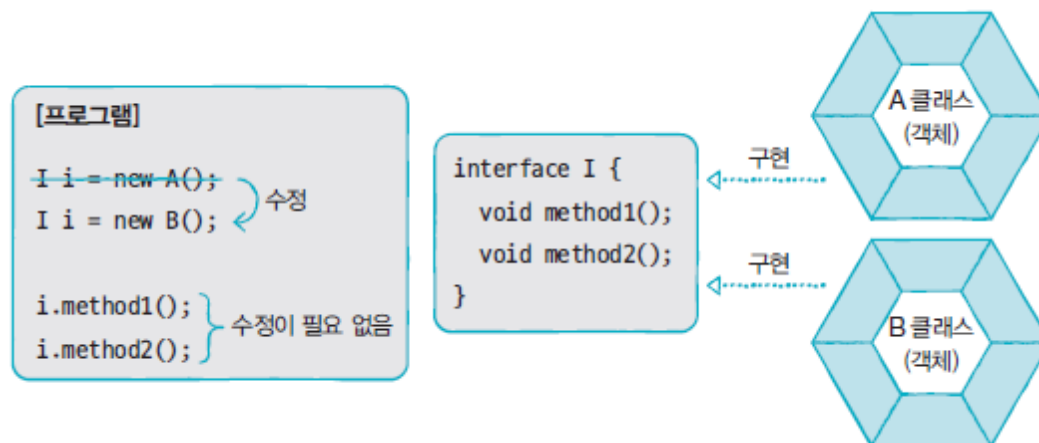 [프로그램]
I i = new A();
수정
I i = new B();
i.method1();
수정이 필요 없음
i.method2();
interface I {
void method1();
void method2();
}
구현
구현
A 클래스
(객체)
B 클래스
(객체)